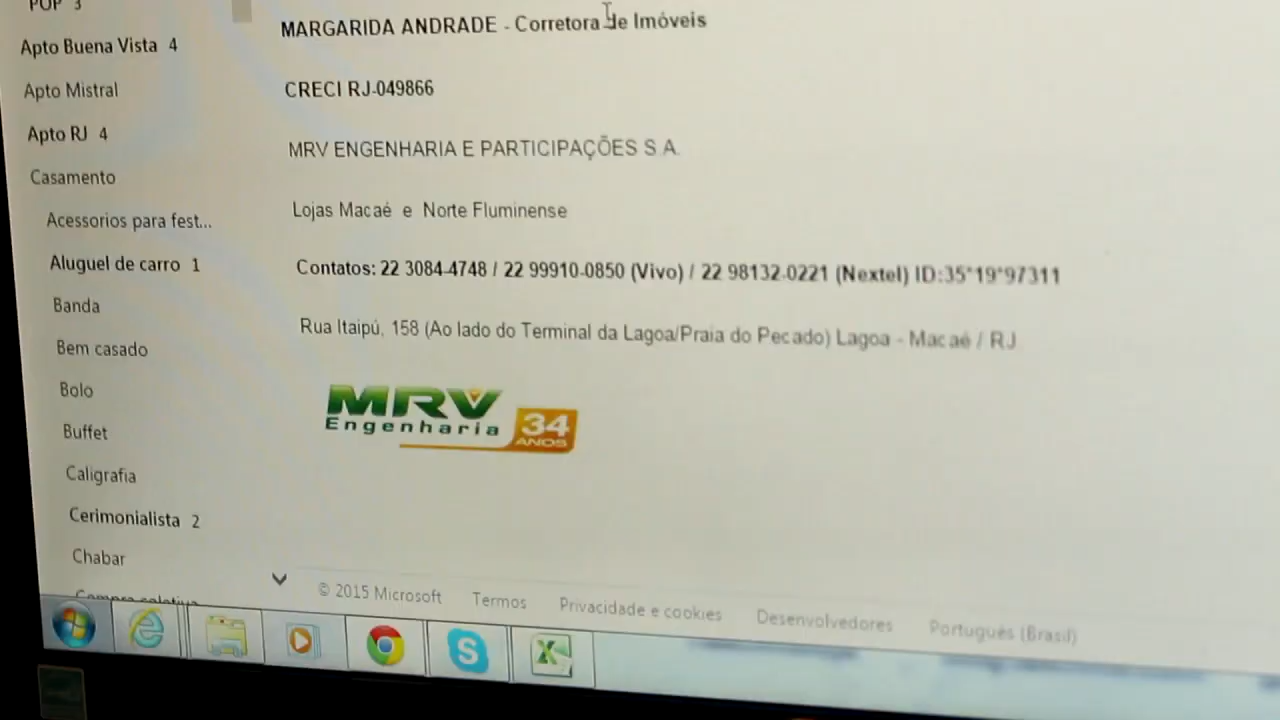 POP 3
Apto Buena Vista 4
Apto Mistral
Apto RJ 4
Casamento
Acessorios para fest...
Aluguel de carro 1
Banda
Bem casado
Bolo
Buffet
Caligrafia
Cerimonialista 2
Chabar
Compra coletiva
MARGARIDA ANDRADE - Corretora de Imóveis
CRECI RJ-049866
MRV ENGENHARIA E PARTICIPAÇÕES S.A.
Lojas Macaé e Norte Fluminense
Contatos: 22 3084-4748 / 22 99910-0850 (Vivo) / 22 98132-0221 (Nextel) ID:35*19*97311
Rua Itaipú, 158 (Ao lado do Terminal da Lagoa/Praia do Pecado) Lagoa - Macaé / RJ
MRV
Engenharia
34
ANOS
© 2015 Microsoft Termos Privacidade e cookies Desenvolvedores Português (Brasil)